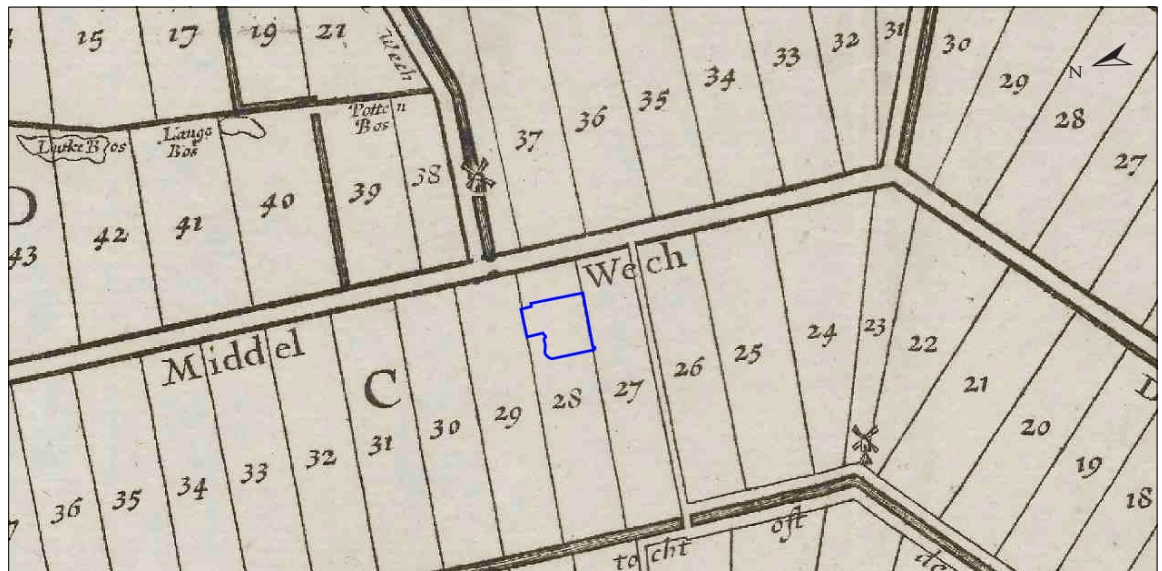 15 17 19 21
Wech
37 36 35 34 33 32 31 30 29 28 27
N
Lutke Bos
Lange
Bos
Potten
Bos
D
43 42 41 40 39 38
Middel Wech
C
36 35 34 33 32 31 30 29 28 27 26 25 24 23 22 21 20 19 18
D
tocht oft de